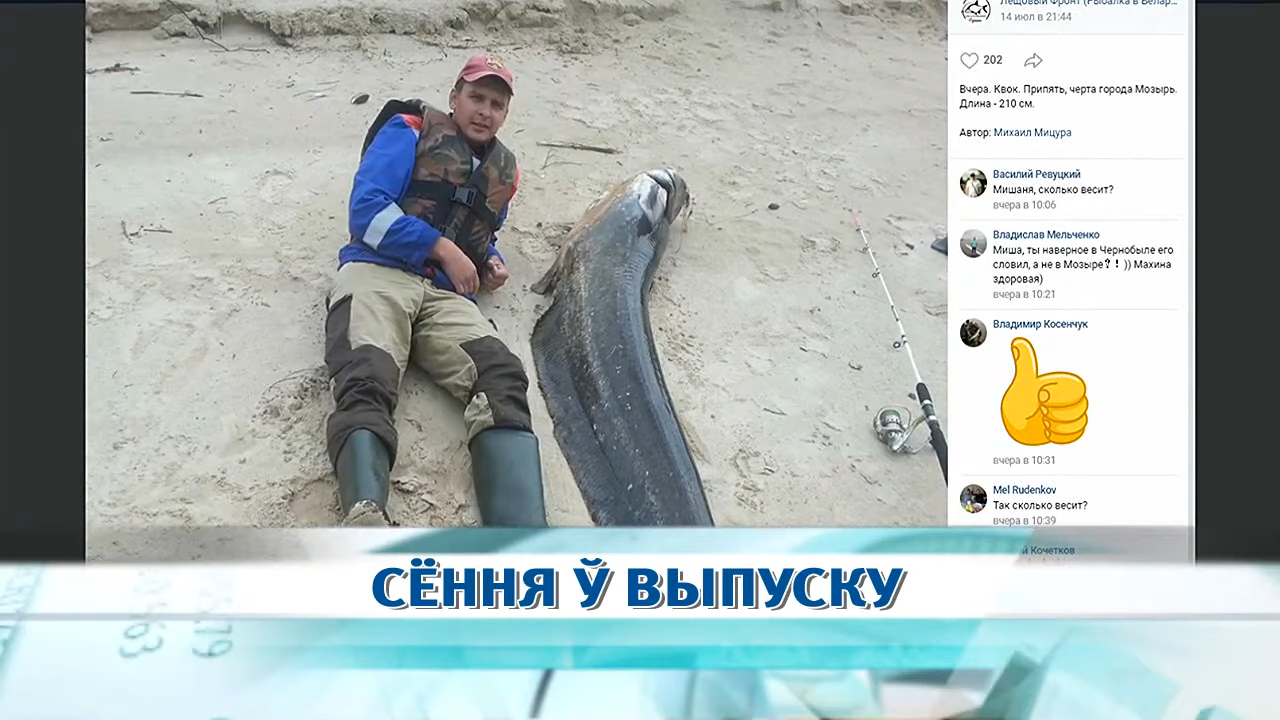 Лещовый Фронт (Рыбалка в Белар...
14 июл в 21:44
202
Вчера. Квок. Припять, черта города Мозырь.
Длина - 210 см.
Автор: Михаил Мицура
Василий Ревуцкий
Мишаня, сколько весит?
вчера в 10:06
Владислав Мельченко
Миша, ты наверное в Чернобыле его
словил, а не в Мозыре?! )) Махина
здоровая)
вчера в 10:21
Владимир Косенчук
вчера в 10:31
Mel Rudenkov
Так сколько весит?
вчера в 10:39
й Кочетков
СЁННЯ Ў ВЫПУСКУ